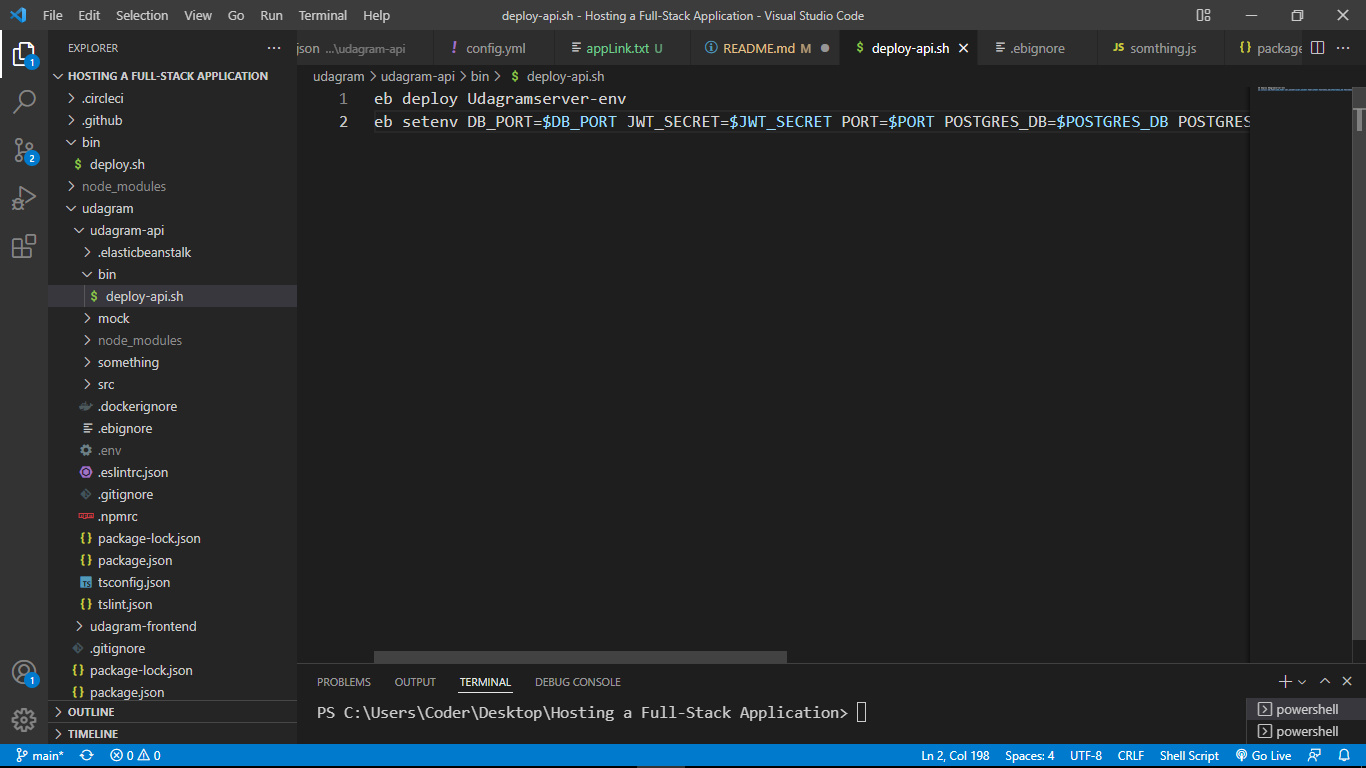 File Edit Selection View Go Run Terminal Help deploy-api.sh - Hosting a Full-Stack Application - Visual Studio Code
EXPLORER
json ...\udagram-api ! config.yml appLink.txt U README.md M deploy-api.sh .ebignore JS somthing.js {} package
1
HOSTING A FULL-STACK APPLICATION
udagram > udagram-api > bin > $ deploy-api.sh
.circleci
1 eb deploy Udagramserver-env
.github
2 eb setenv DB_PORT=$DB_PORT JWT_SECRET=$JWT_SECRET PORT=$PORT POSTGRES_DB=$POSTGRES_DB POSTGRES
bin
2
$ deploy.sh
node_modules
udagram
udagram-api
.elasticbeanstalk
bin
$ deploy-api.sh
mock
node_modules
something
src
.dockerignore
.ebignore
.env
.eslintrc.json
.gitignore
npm .npmrc
{} package-lock.json
{} package.json
TS tsconfig.json
{} tslint.json
udagram-frontend
.gitignore
{} package-lock.json
{} package.json
1
OUTLINE
TIMELINE
PROBLEMS OUTPUT TERMINAL DEBUG CONSOLE
PS C:\Users\Coder\Desktop\Hosting a Full-Stack Application>
powershell
powershell
main* 0 0 Ln 2, Col 198 Spaces: 4 UTF-8 CRLF Shell Script Go Live